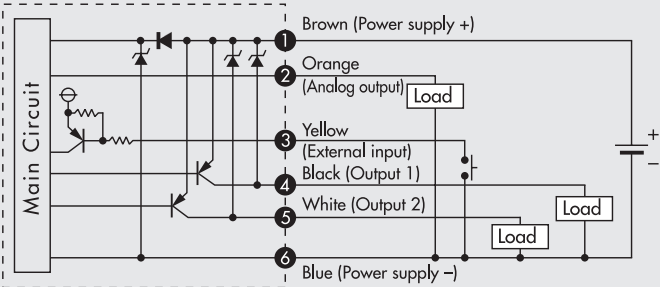 Main Circuit
1 Brown (Power supply +)
2 Orange
(Analog output)
Load
3 Yellow
(External input)
+
−
4 Black (Output 1)
5 White (Output 2)
Load
Load
6 Blue (Power supply −)